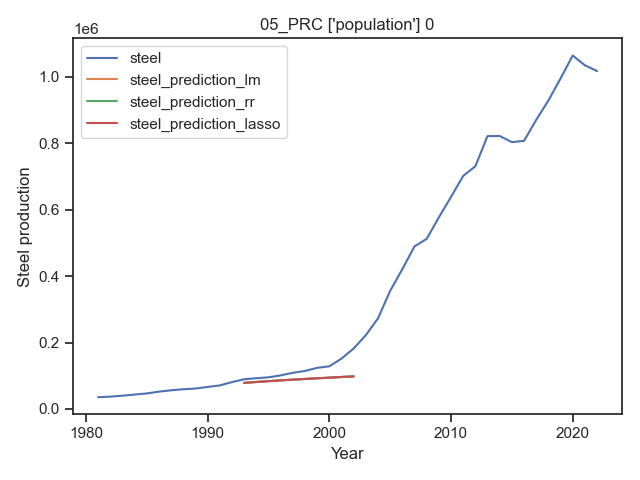 05_PRC ['population'] 0
1e6
steel
steel_prediction_lm
steel_prediction_rr
steel_prediction_lasso
Steel production
1.0
0.8
0.6
0.4
0.2
0.0
1980 1990 2000 2010 2020
Year